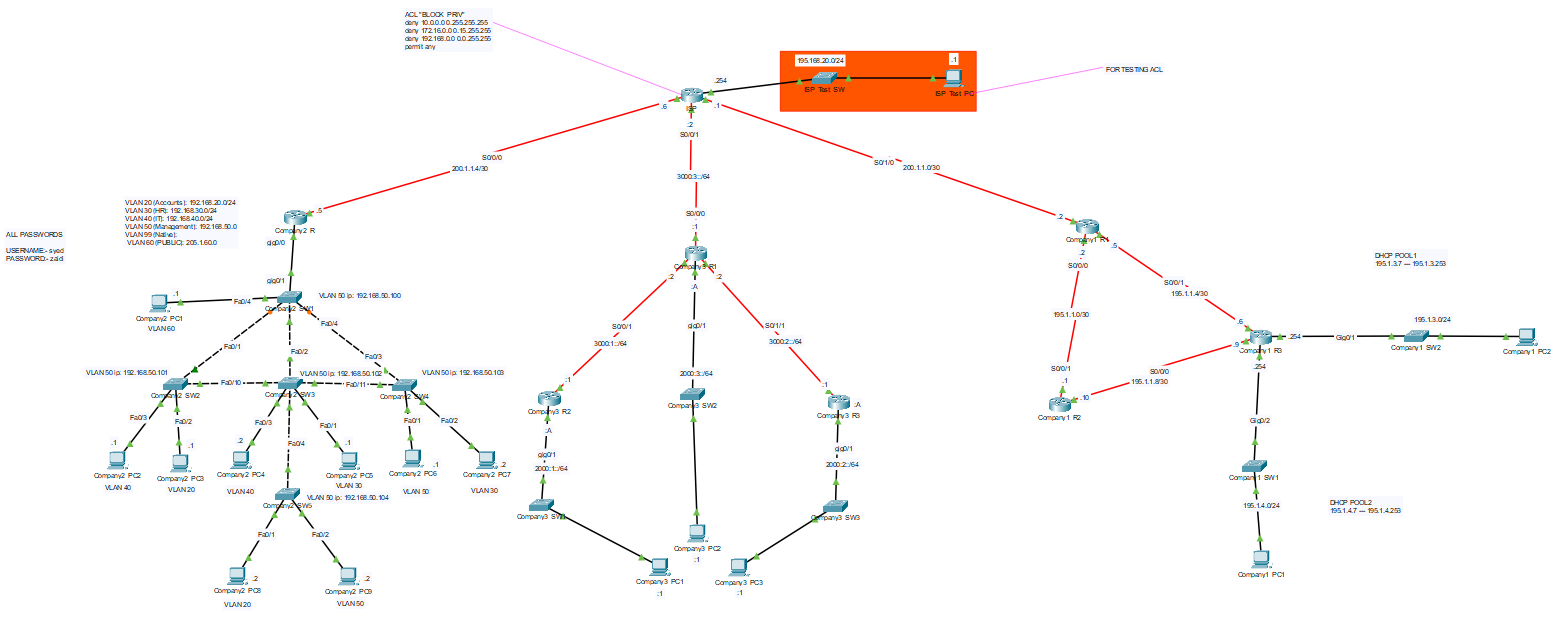 ACL "BLOCK_PRIV"
deny 10.0.0.0 0.255.255.255
deny 172.16.0.0 0.15.255.255
deny 192.168.0.0 0.0.255.255
permit any
195.168.20.0/24
.1
.254
ISP_Test_SW
ISP_Test_PC
FOR TESTING ACL
ISP
.6
.2
.1
S0/0/1
S0/0/0
200.1.1.4/30
S0/1/0
200.1.1.0/30
3000:3::/64
S0/0/0
:1
VLAN 20 (Accounts): 192.168.20.0/24
VLAN 30 (HR): 192.168.30.0/24
VLAN 40 (IT): 192.168.40.0/24
VLAN 50 (Management): 192.168.50.0
VLAN 99 (Native):
VLAN 60 (PUBLIC): 205.1.60.0
ALL PASSWORDS
USERNAME:- syed
PASSWORD:- zaid
.5
Company2_R
gig0/0
gig0/1
VLAN 50 ip: 192.168.50.100
.1
Fa0/4
Company2_SW1
Company2_PC1
VLAN 60
Fa0/4
Fa0/1
Fa0/2
Fa0/3
VLAN 50 ip: 192.168.50.101
VLAN 50 ip: 192.168.50.102
VLAN 50 ip: 192.168.50.103
Fa0/10
Fa0/11
Company2_SW2
Company2_SW3
Company2_SW4
Fa0/3
Fa0/2
Fa0/3
Fa0/4
Fa0/1
Fa0/1
Fa0/2
.1
.1
.2
.1
.1
.2
Company2_PC2
Company2_PC3
Company2_PC4
Company2_PC5
Company2_PC6
Company2_PC7
VLAN 40
VLAN 20
VLAN 40
VLAN 30
VLAN 50
VLAN 30
VLAN 50 ip: 192.168.50.104
Company2_SW5
Fa0/1
Fa0/2
.2
.2
Company2_PC8
Company2_PC9
VLAN 20
VLAN 50
Company3_R1
:2
:A
:2
S0/0/1
3000:1::/64
gig0/1
S0/1/1
3000:2::/64
2000:3::/64
:1
:1
Company3_R2
:A
Company3_SW2
Company3_R3
:A
gig0/1
2000:1::/64
gig0/1
2000:2::/64
Company3_SW3
Company3_PC2
:1
Company3_PC1
:1
Company3_PC3
:1
.2
Company1_R1
.2
.5
S0/0/0
S0/0/1
195.1.1.4/30
195.1.1.0/30
DHCP POOL1
195.1.3.7 --- 195.1.3.253
.6
.9
Company1_R3
.254
.254
Gig0/1
195.1.3.0/24
Company1_SW2
Company1_PC2
S0/0/1
.1
S0/0/0
195.1.1.8/30
.10
Company1_R2
Gig0/2
Company1_SW1
195.1.4.0/24
DHCP POOL2
195.1.4.7 --- 195.1.4.253
Company1_PC1